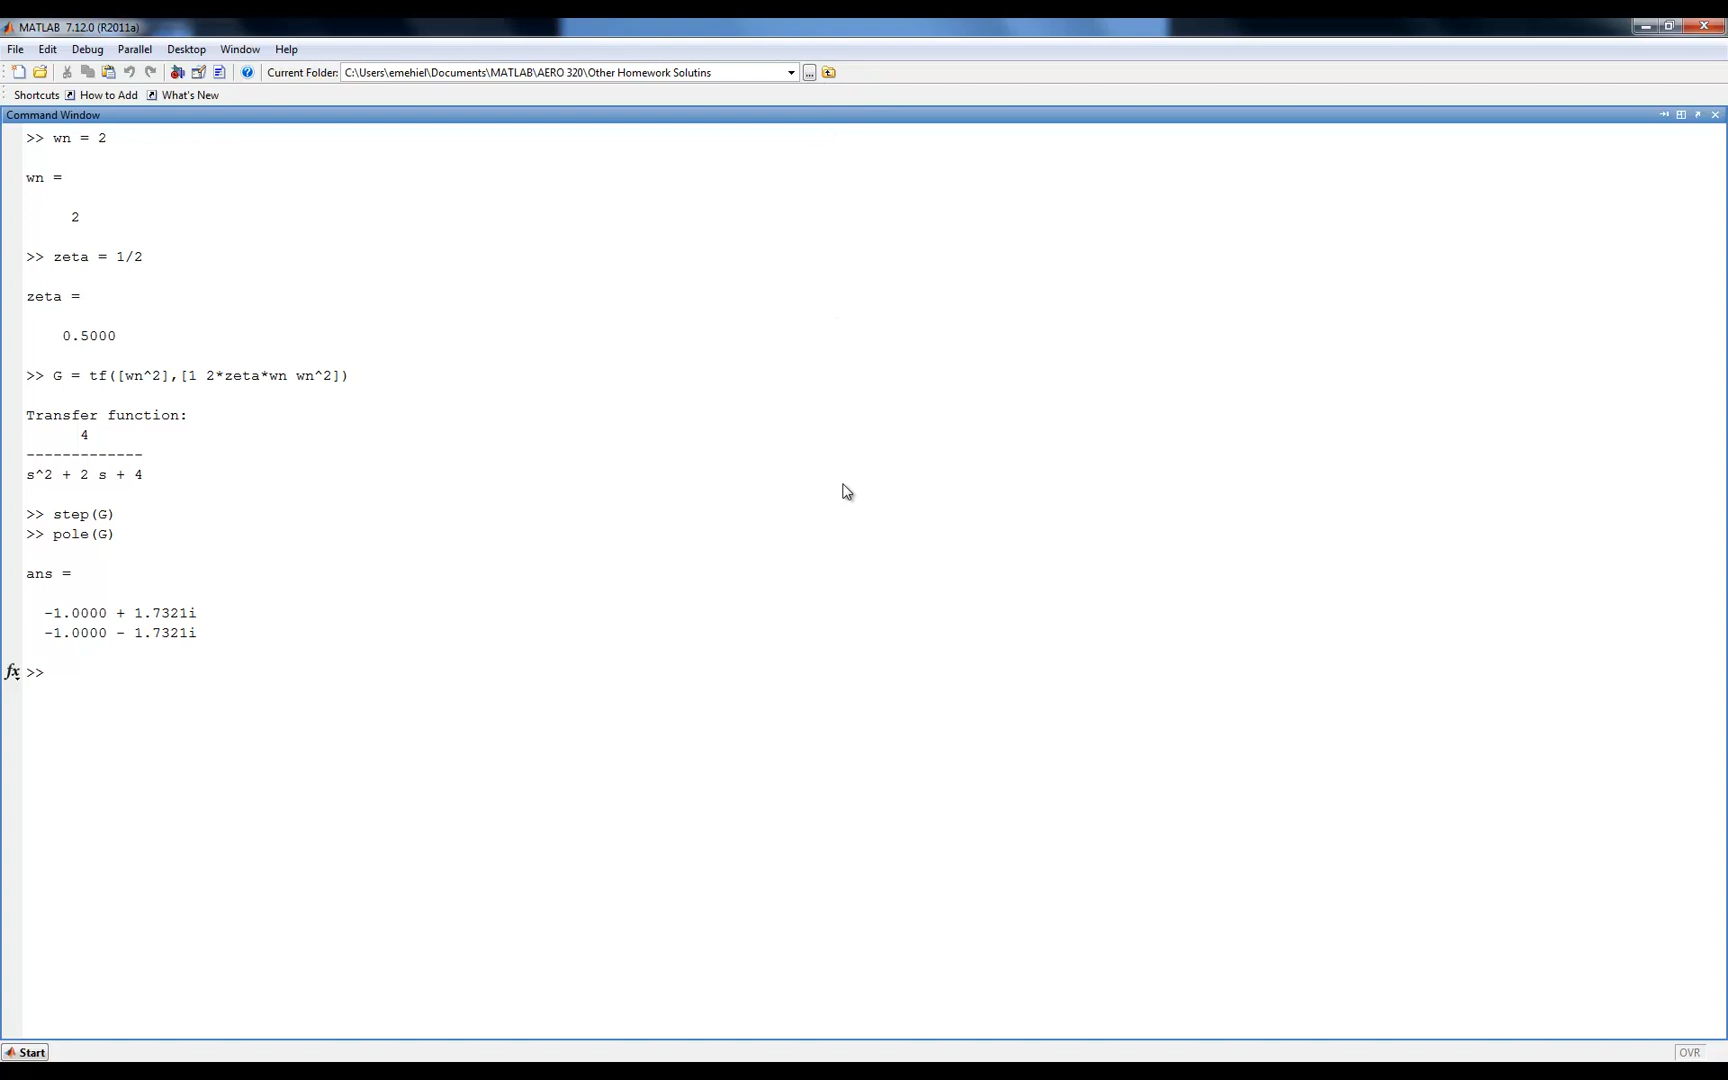 MATLAB 7.12.0 (R2011a)
File Edit Debug Parallel Desktop Window Help
Current Folder: C:\Users\emehiel\Documents\MATLAB\AERO 320\Other Homework Solutins
Shortcuts How to Add What's New
Command Window
>> wn = 2
wn =
2
>> zeta = 1/2
zeta =
0.5000
>> G = tf([wn^2],[1 2*zeta*wn wn^2])
Transfer function:
4
-------------
s^2 + 2 s + 4
>> step(G)
>> pole(G)
ans =
-1.0000 + 1.7321i
-1.0000 - 1.7321i
fx >>
Start
OVR